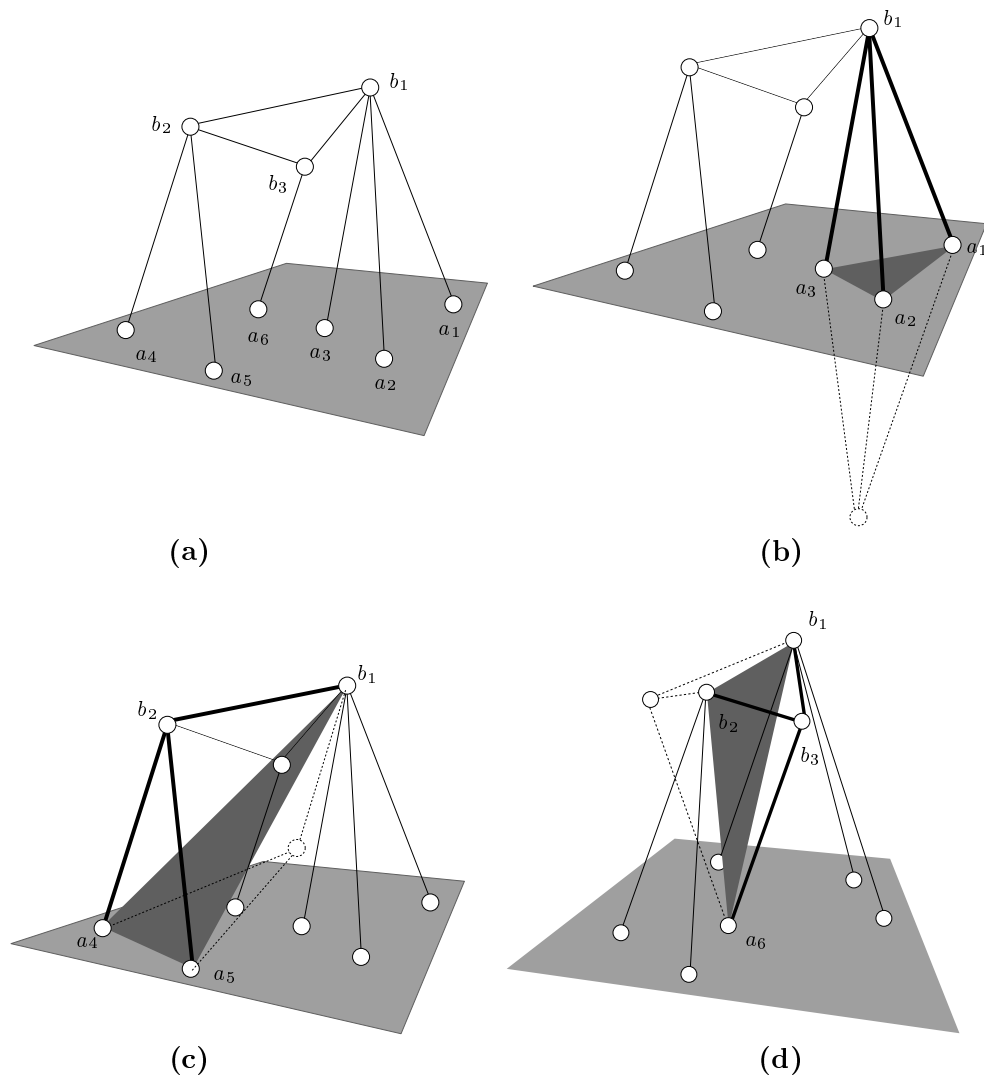 b₁
b₂
b₃
a₁
a₆
a₃
a₄
a₅
a₂
(a)
b₁
a₁
a₃
a₂
(b)
b₁
b₂
a₄
a₅
(c)
b₁
b₂
b₃
a₆
(d)